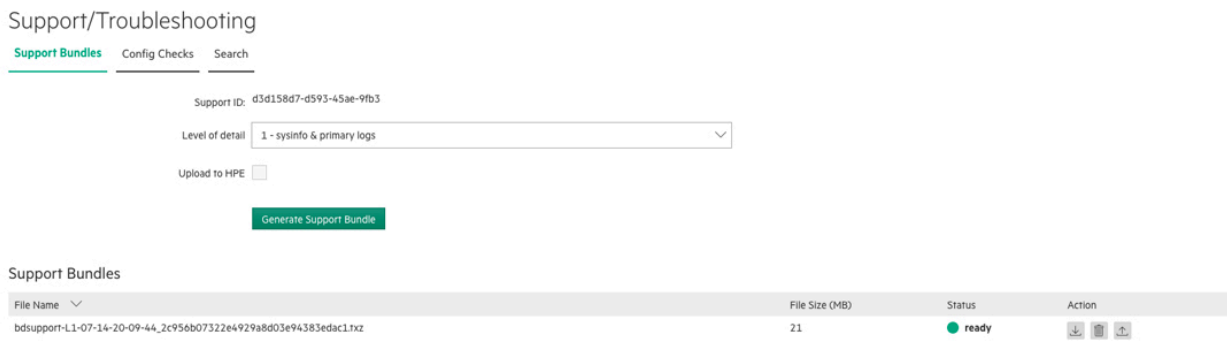 Support/Troubleshooting
Support Bundles Config Checks Search
Support ID: d3d158d7-d593-45ae-9fb3
Level of detail 1 - sysinfo & primary logs
Upload to HPE
Generate Support Bundle
Support Bundles
File Name File Size (MB) Status Action
bdsupport-L1-07-14-20-09-44_2c956b07322e4929a8d03e94383edac1.txz 21 ready